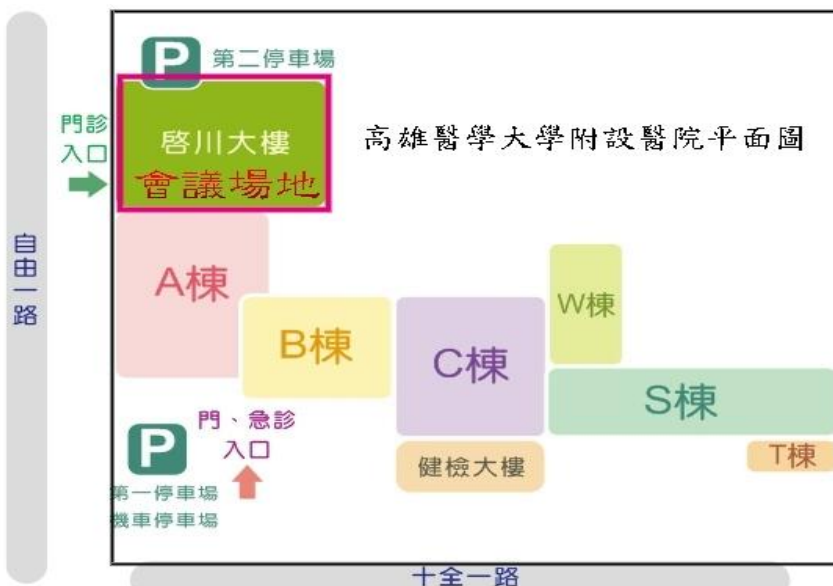 P 第二停車場
門診
入口
啓川大樓
會議場地
高雄醫學大學附設醫院平面圖
自由一路
A棟
B棟
C棟
W棟
S棟
T棟
健檢大樓
門、急診
入口
P
第一停車場
機車停車場
十全一路